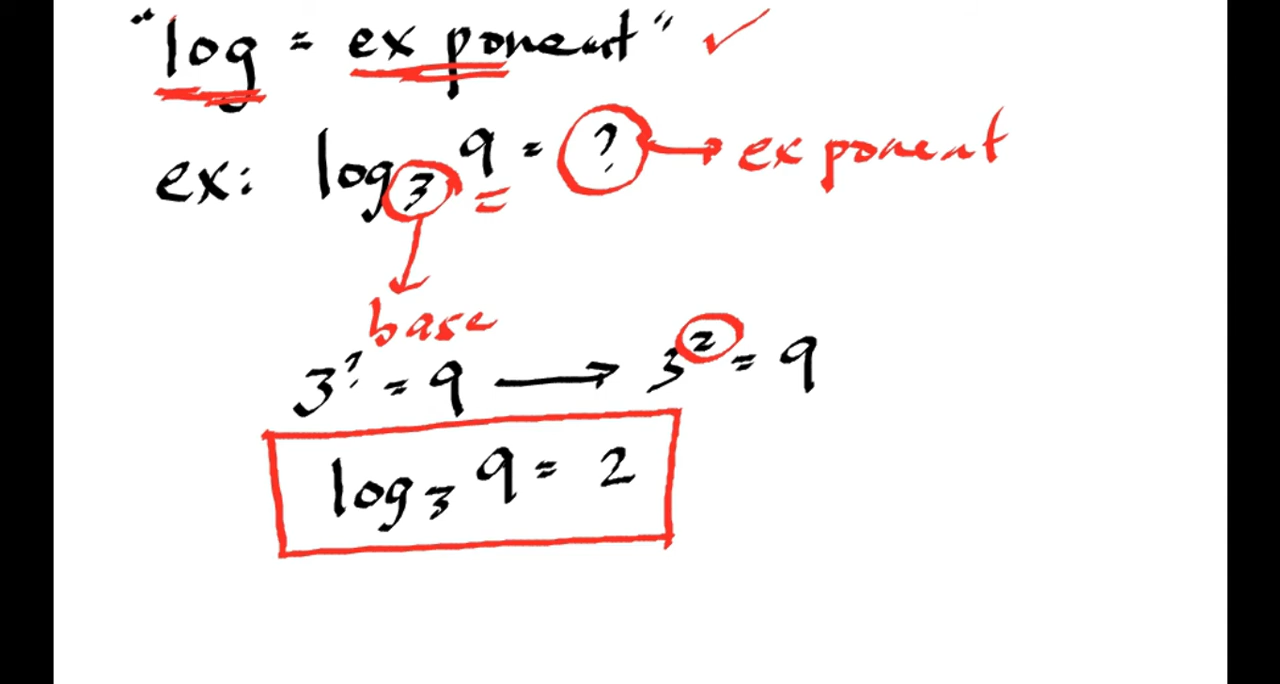 "log = exponent" ✓
ex: log₃ 9 = ? → exponent
base
3^? = 9 → 3² = 9
log₃ 9 = 2